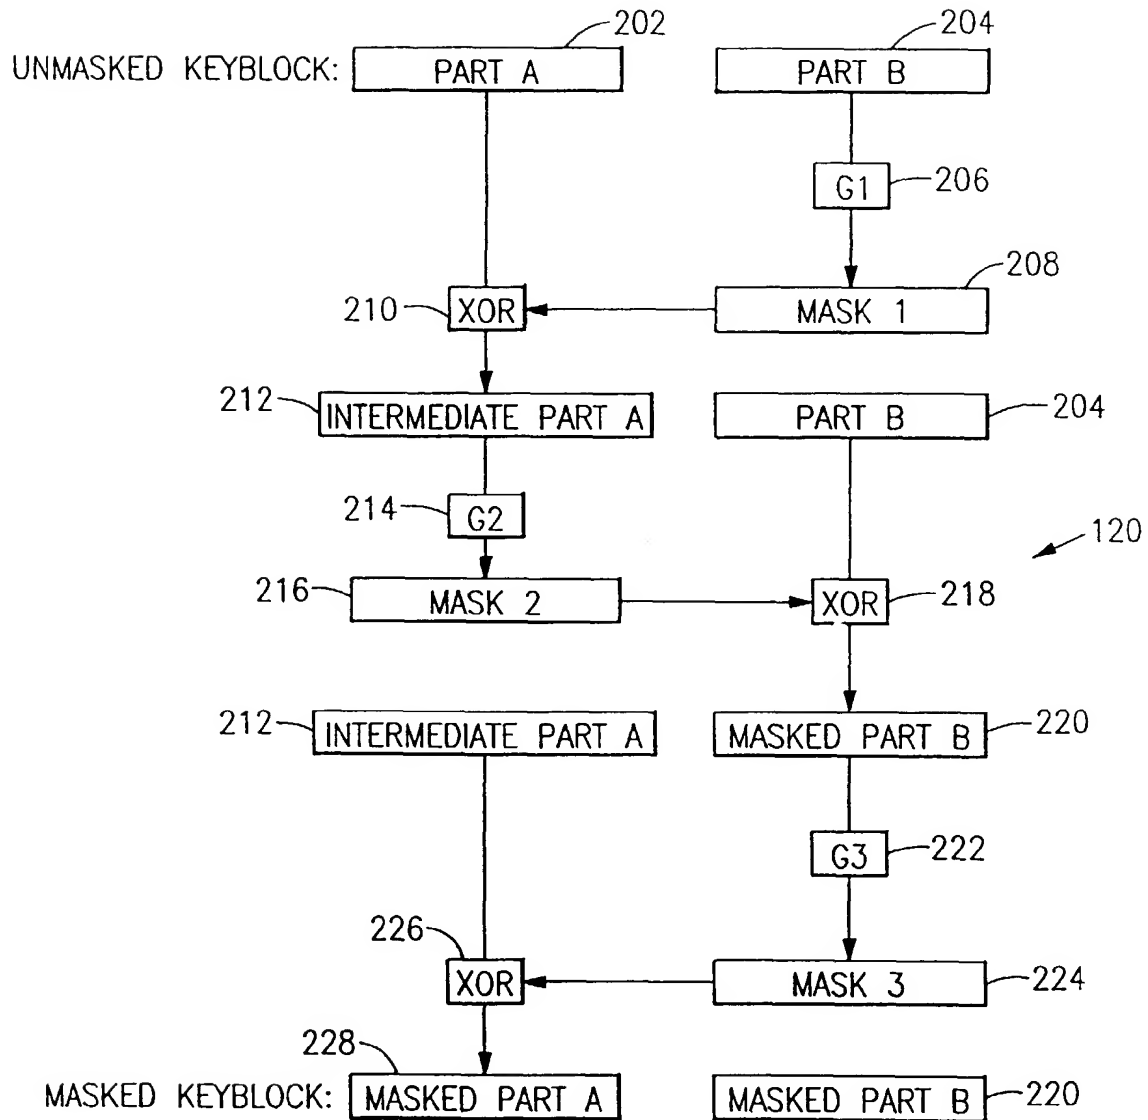 202 204
UNMASKED KEYBLOCK: PART A PART B
G1 206
208
210 XOR MASK 1
212 INTERMEDIATE PART A PART B 204
214 G2
120
216 MASK 2 XOR 218
212 INTERMEDIATE PART A MASKED PART B 220
G3 222
226
XOR MASK 3 224
228
MASKED KEYBLOCK: MASKED PART A MASKED PART B 220